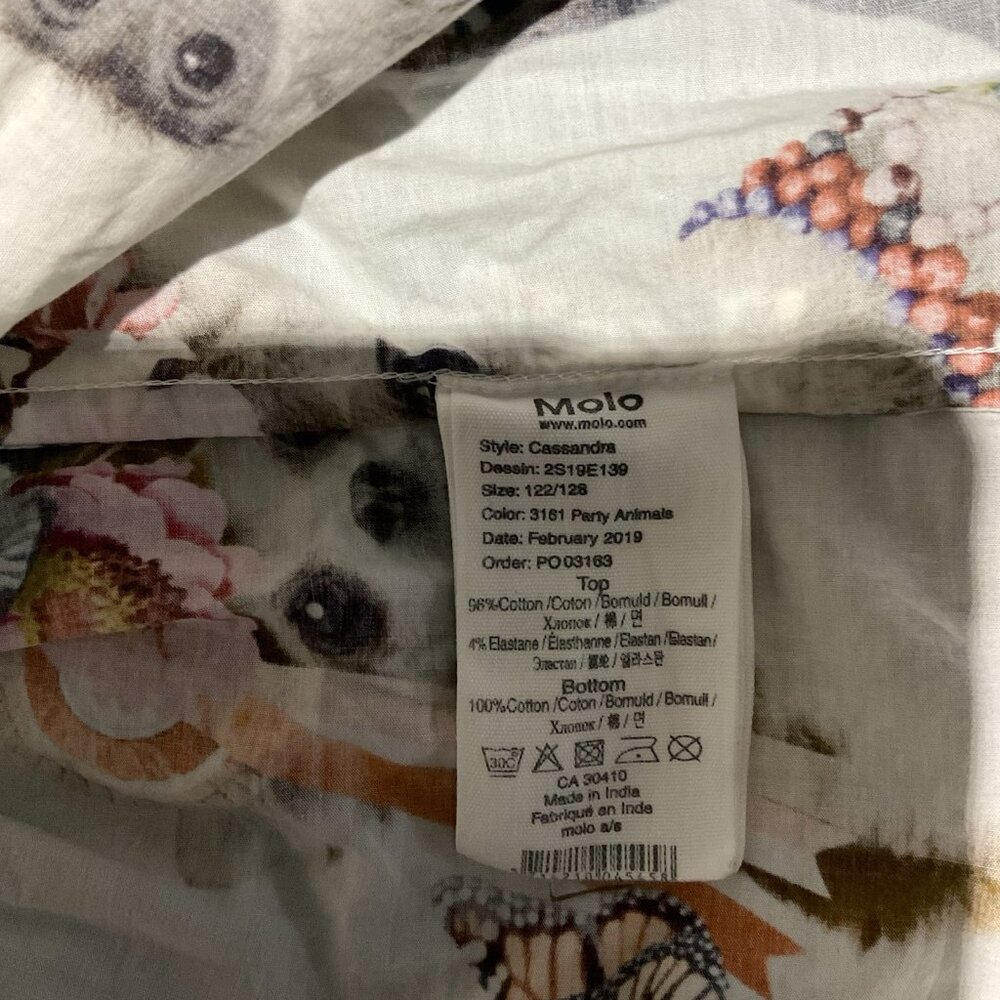 Molo
www.molo.com
Style: Cassandra
Dessin: 2S19E139
Size: 122/128
Color: 3161 Party Animals
Date: February 2019
Order: PO03163
Top
96%Cotton /Coton /Bomuld / Bomull /
Хлопок / 棉 / 면
4% Elastane / Élasthanne /Elastan /Elastan/
Эластан / 氨纶 / 엘라스탄
Bottom
100%Cotton /Coton /Bomuld / Bomull /
Хлопок / 棉 / 면
30C
CA 30410
Made in India
Fabriqué en Inde
molo a/s